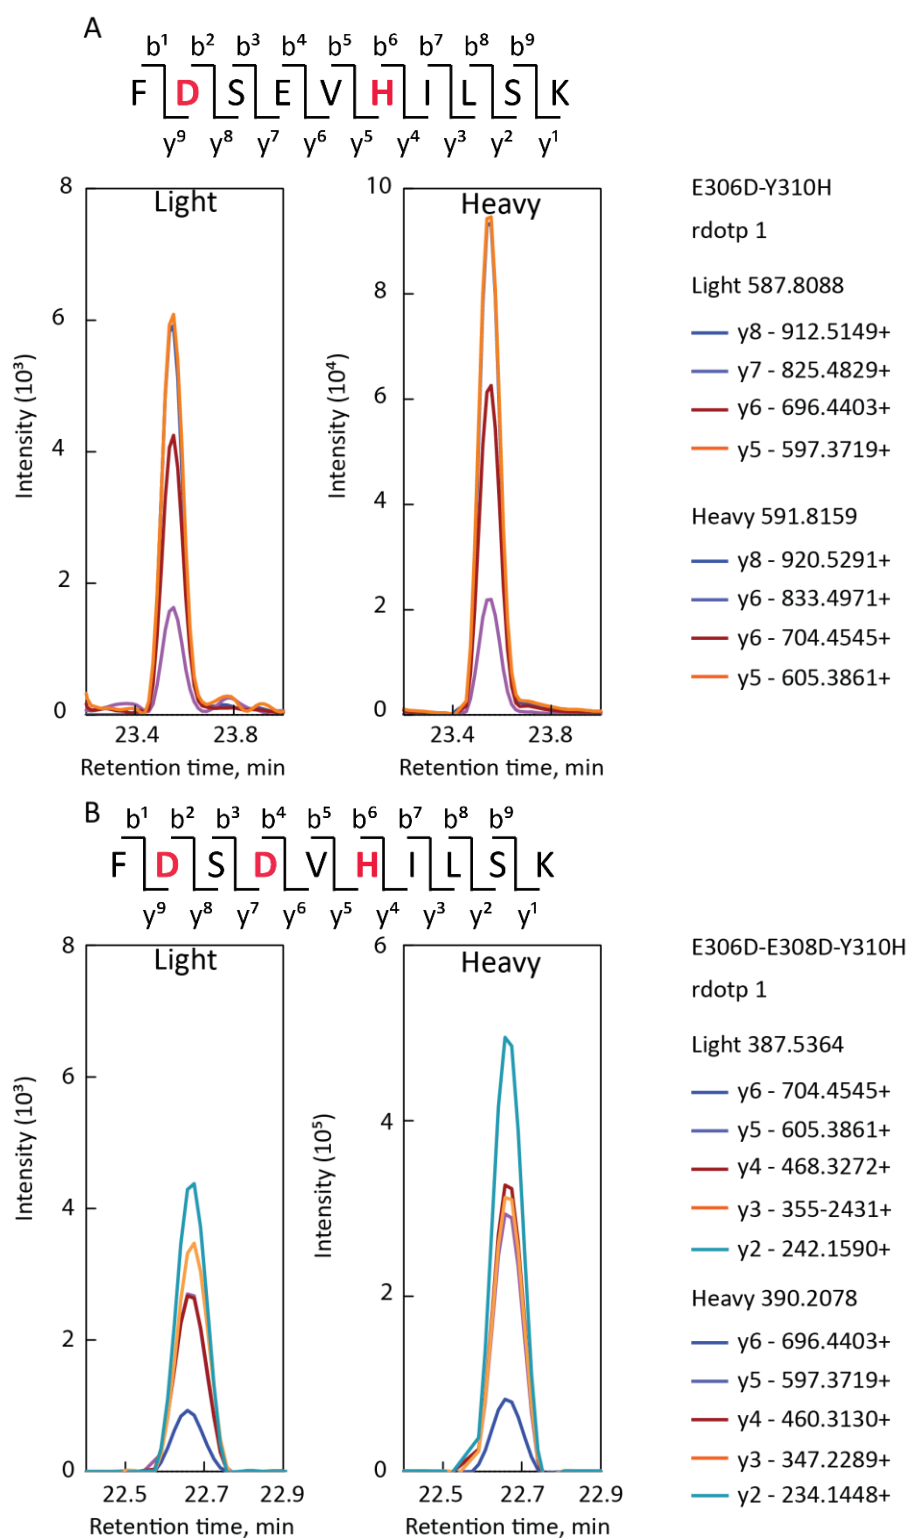 A
b¹ b² b³ b⁴ b⁵ b⁶ b⁷ b⁸ b⁹
F D S E V H I L S K
y⁹ y⁸ y⁷ y⁶ y⁵ y⁴ y³ y² y¹
Light
8
6
4
2
0
Intensity (10³)
23.4 23.8
Retention time, min
Heavy
10
8
6
4
2
0
Intensity (10⁴)
23.4 23.8
Retention time, min
E306D-Y310H
rdotp 1
Light 587.8088
y8 - 912.5149+
y7 - 825.4829+
y6 - 696.4403+
y5 - 597.3719+
Heavy 591.8159
y8 - 920.5291+
y6 - 833.4971+
y6 - 704.4545+
y5 - 605.3861+
B
b¹ b² b³ b⁴ b⁵ b⁶ b⁷ b⁸ b⁹
F D S D V H I L S K
y⁹ y⁸ y⁷ y⁶ y⁵ y⁴ y³ y² y¹
Light
8
6
4
2
0
Intensity (10³)
22.5 22.7 22.9
Retention time, min
Heavy
6
4
2
0
Intensity (10⁵)
22.5 22.7 22.9
Retention time, min
E306D-E308D-Y310H
rdotp 1
Light 387.5364
y6 - 704.4545+
y5 - 605.3861+
y4 - 468.3272+
y3 - 355-2431+
y2 - 242.1590+
Heavy 390.2078
y6 - 696.4403+
y5 - 597.3719+
y4 - 460.3130+
y3 - 347.2289+
y2 - 234.1448+